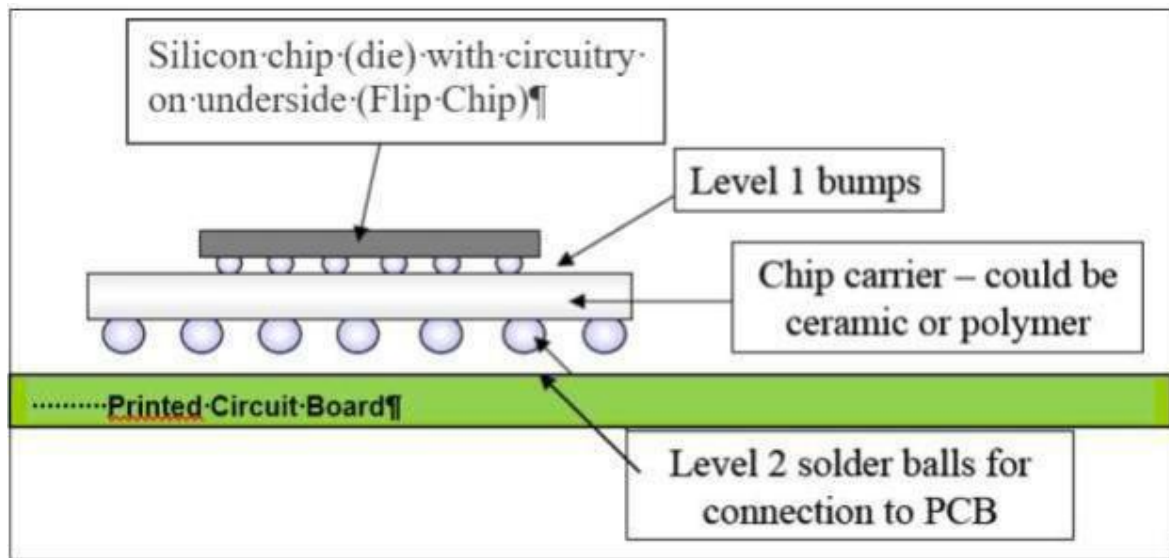 Silicon·chip·(die)·with·circuitry·
on·underside·(Flip·Chip)¶
Level 1 bumps
Chip carrier – could be
ceramic or polymer
··········Printed·Circuit·Board¶
Level 2 solder balls for
connection to PCB